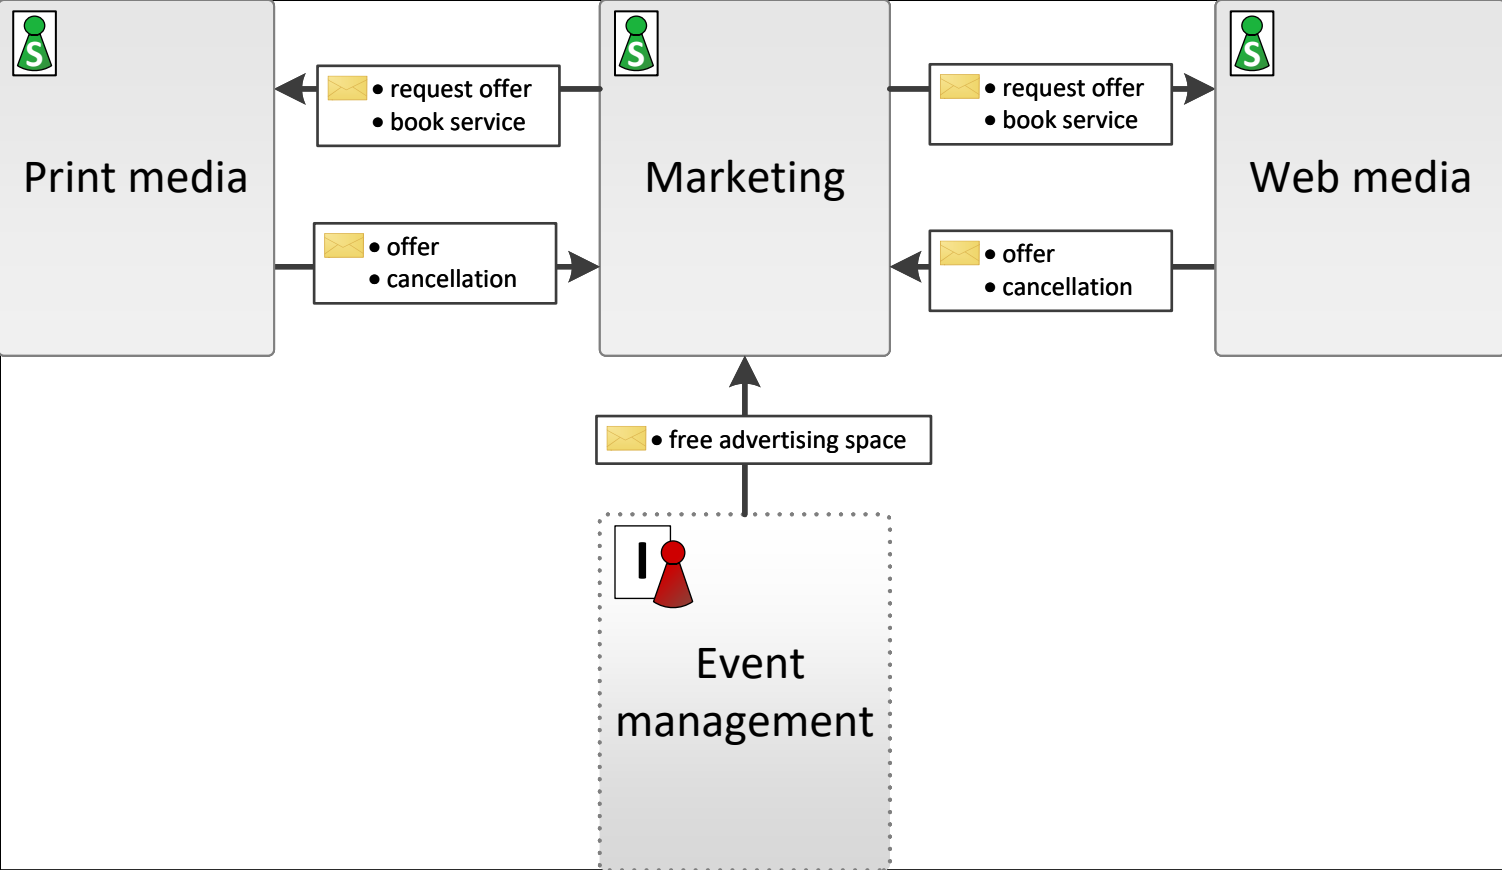 S
S
S
• request offer
• book service
• request offer
• book service
Print media
Marketing
Web media
• offer
• cancellation
• offer
• cancellation
• free advertising space
I
Event
management